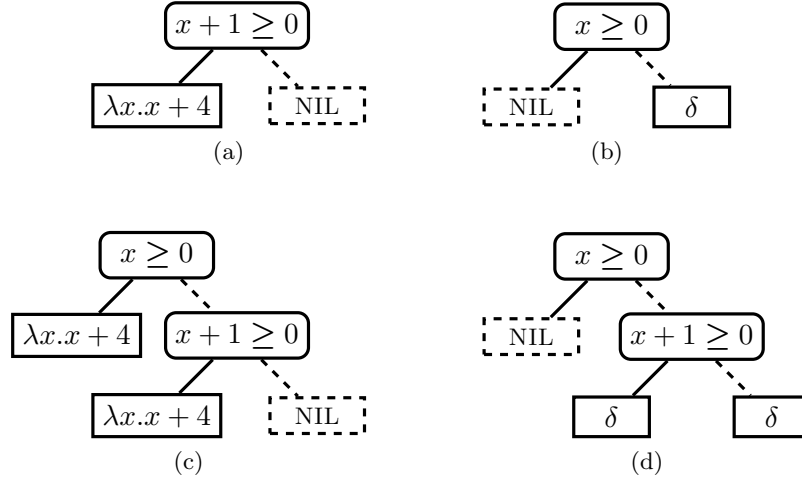 x + 1 ≥ 0
λx.x + 4
NIL
(a)
x ≥ 0
NIL
δ
(b)
x ≥ 0
λx.x + 4
x + 1 ≥ 0
λx.x + 4
NIL
(c)
x ≥ 0
NIL
x + 1 ≥ 0
δ
δ
(d)